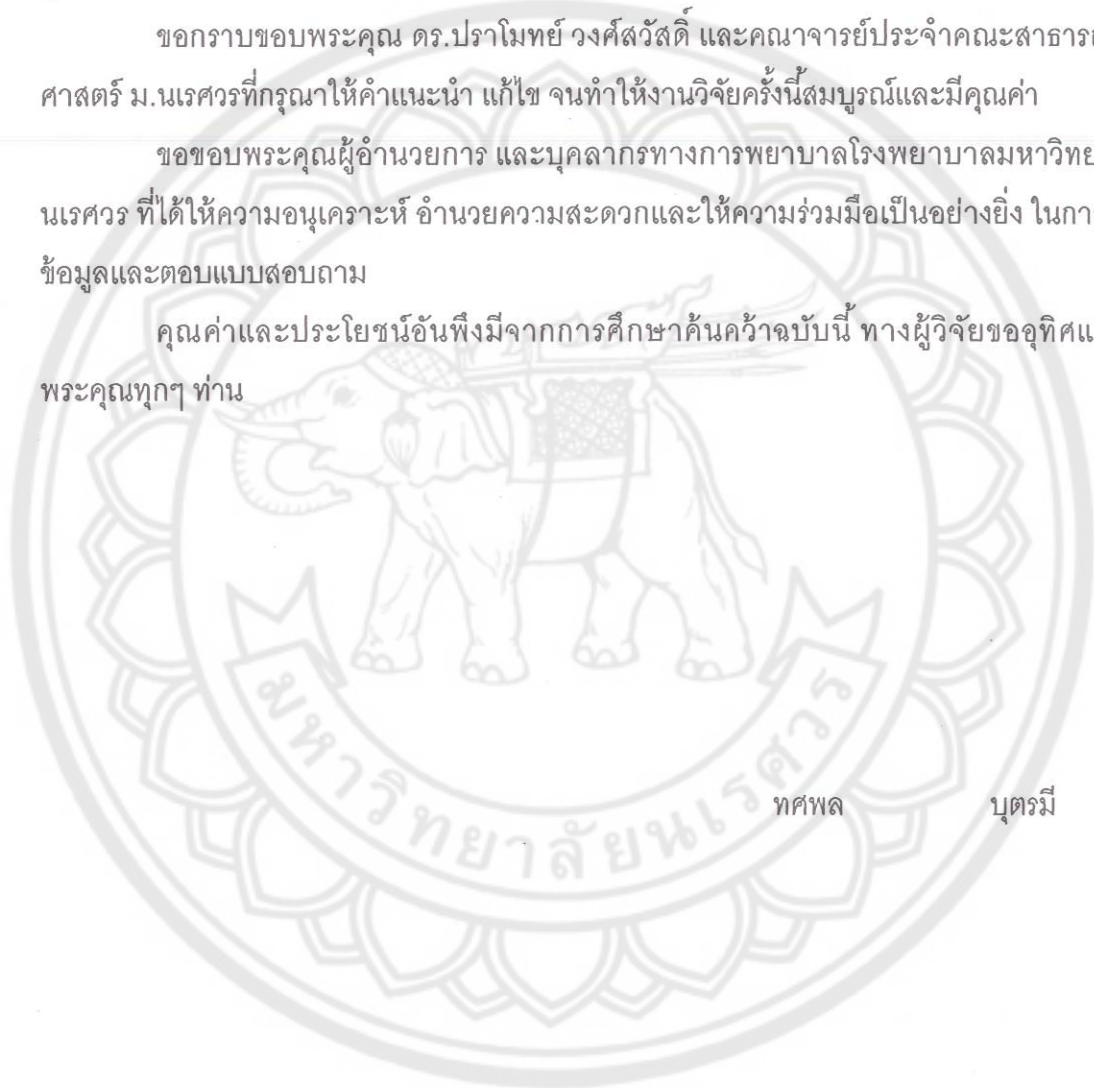 ขอกราบขอบพระคุณ ดร.ปราโมทย์ วงศ์สวัสดิ์ และคณาจารย์ประจำคณะสาธารณ
ศาสตร์ ม.นเรศวรที่กรุณาให้คำแนะนำ แก้ไข จนทำให้งานวิจัยครั้งนี้สมบูรณ์และมีคุณค่า
ขอขอบพระคุณผู้อำนวยการ และบุคลากรทางการพยาบาลโรงพยาบาลมหาวิทย
นเรศวร ที่ได้ให้ความอนุเคราะห์ อำนวยความสะดวกและให้ความร่วมมือเป็นอย่างยิ่ง ในกา
ข้อมูลและตอบแบบสอบถาม
คุณค่าและประโยชน์อันพึงมีจากการศึกษาค้นคว้าฉบับนี้ ทางผู้วิจัยขออุทิศแ
พระคุณทุกๆ ท่าน
ทศพล บุตรมี
มหาวิทยาลัยนเรศวร